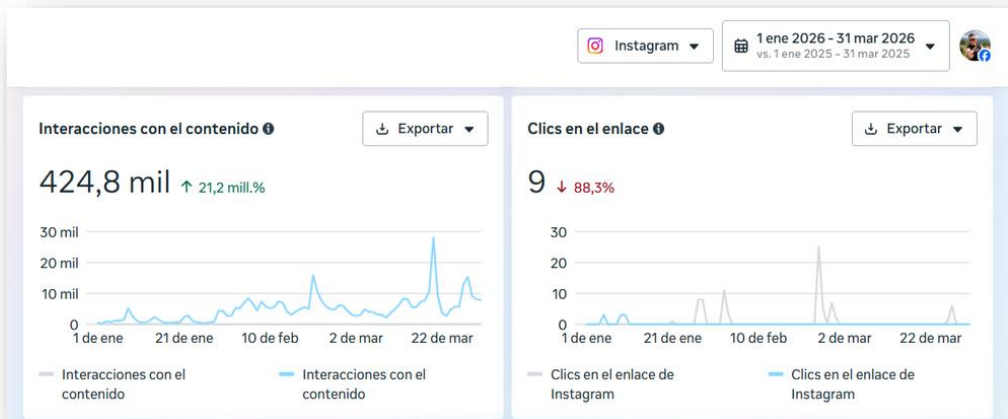 Instagram
1 ene 2026 - 31 mar 2026
vs. 1 ene 2025 - 31 mar 2025
Interacciones con el contenido
Exportar
424,8 mil ↑ 21,2 mill.%
30 mil
20 mil
10 mil
0
1 de ene 21 de ene 10 de feb 2 de mar 22 de mar
Interacciones con el
contenido
Interacciones con el
contenido
Clics en el enlace
Exportar
9 ↓ 88,3%
30
20
10
0
1 de ene 21 de ene 10 de feb 2 de mar 22 de mar
Clics en el enlace de
Instagram
Clics en el enlace de
Instagram